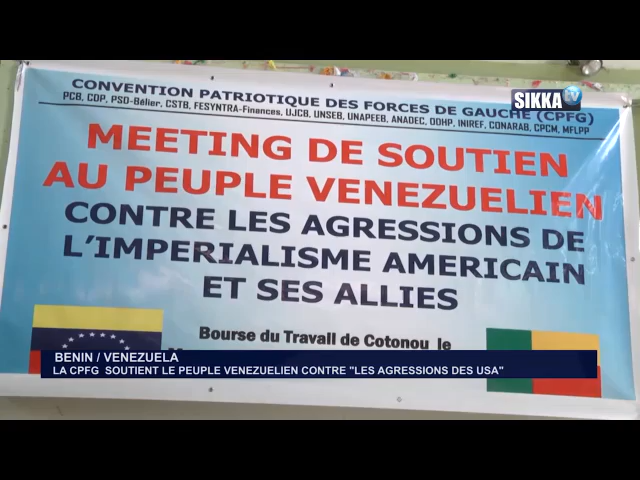 CONVENTION PATRIOTIQUE DES FORCES DE GAUCHE (CPFG)
PCB, CDP, PSD-Bélier, CSTB, FESYNTRA-Finances, UJCB, UNSEB, UNAPEEB, ANADEC, ODHP, INIREF, CONARAB, CPCM, MFLPP
SIKKA TV
MEETING DE SOUTIEN
AU PEUPLE VENEZUELIEN
CONTRE LES AGRESSIONS DE
L'IMPERIALISME AMERICAIN
ET SES ALLIES
Bourse du Travail de Cotonou le
BENIN / VENEZUELA
LA CPFG SOUTIENT LE PEUPLE VENEZUELIEN CONTRE "LES AGRESSIONS DES USA"